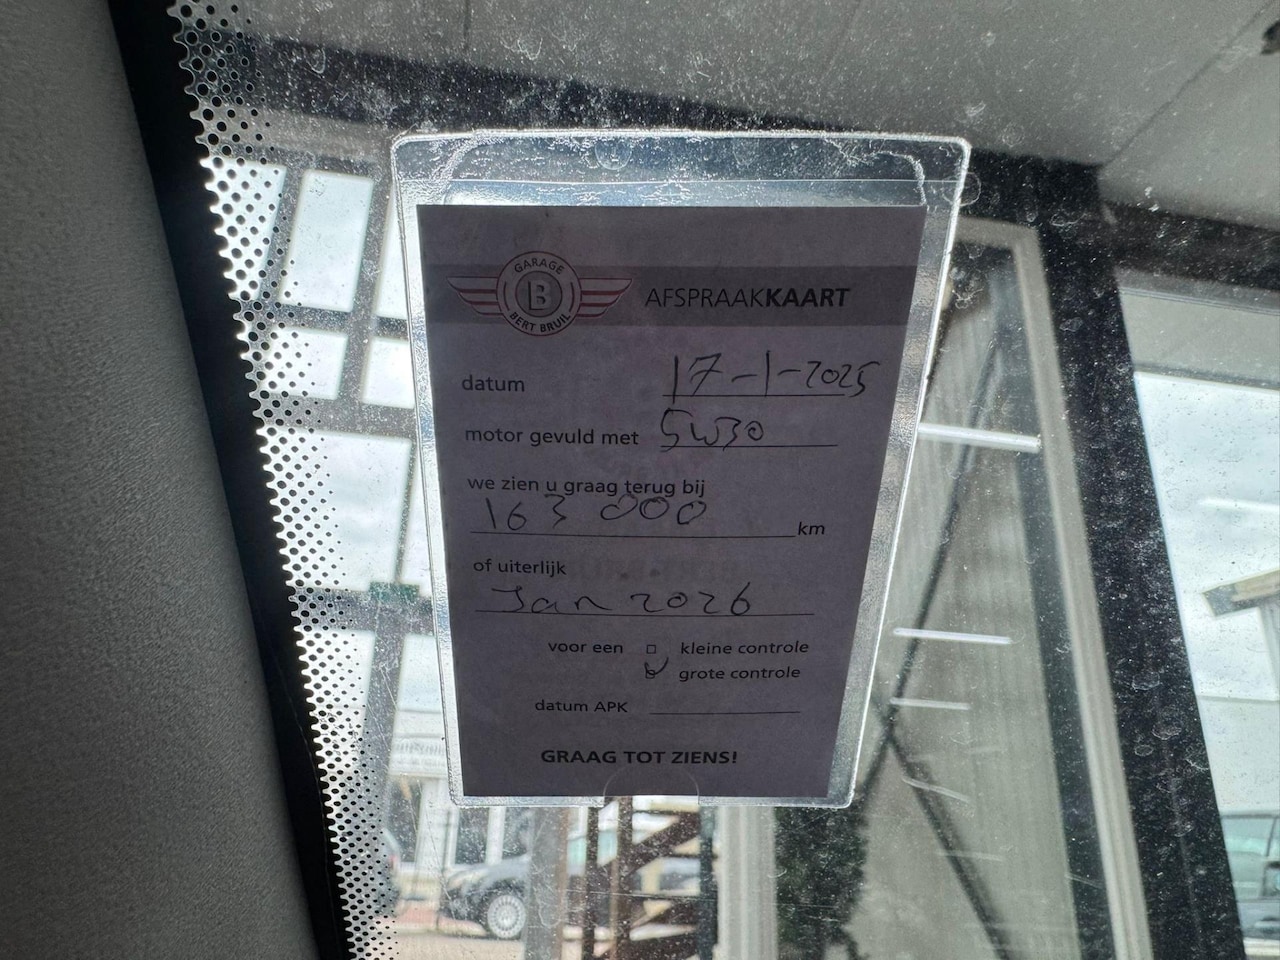 GARAGE
B
BERT BRUIL
AFSPRAAKKAART
datum 17-1-2025
motor gevuld met 5W30
we zien u graag terug bij
163 000 km
of uiterlijk
Jan 2026
voor een kleine controle
grote controle
datum APK
GRAAG TOT ZIENS!